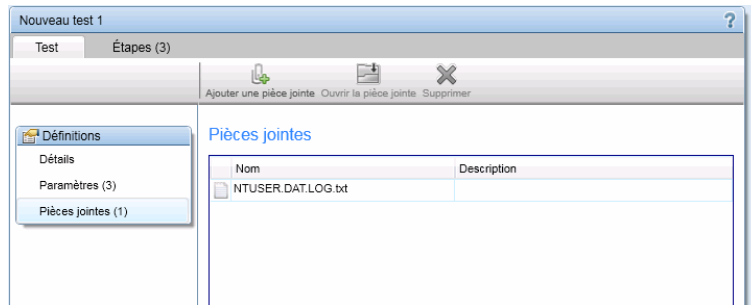 Nouveau test 1 ?
Test Étapes (3)
Ajouter une pièce jointe Ouvrir la pièce jointe Supprimer
Définitions
Pièces jointes
Détails
Nom Description
Paramètres (3)
NTUSER.DAT.LOG.txt
Pièces jointes (1)